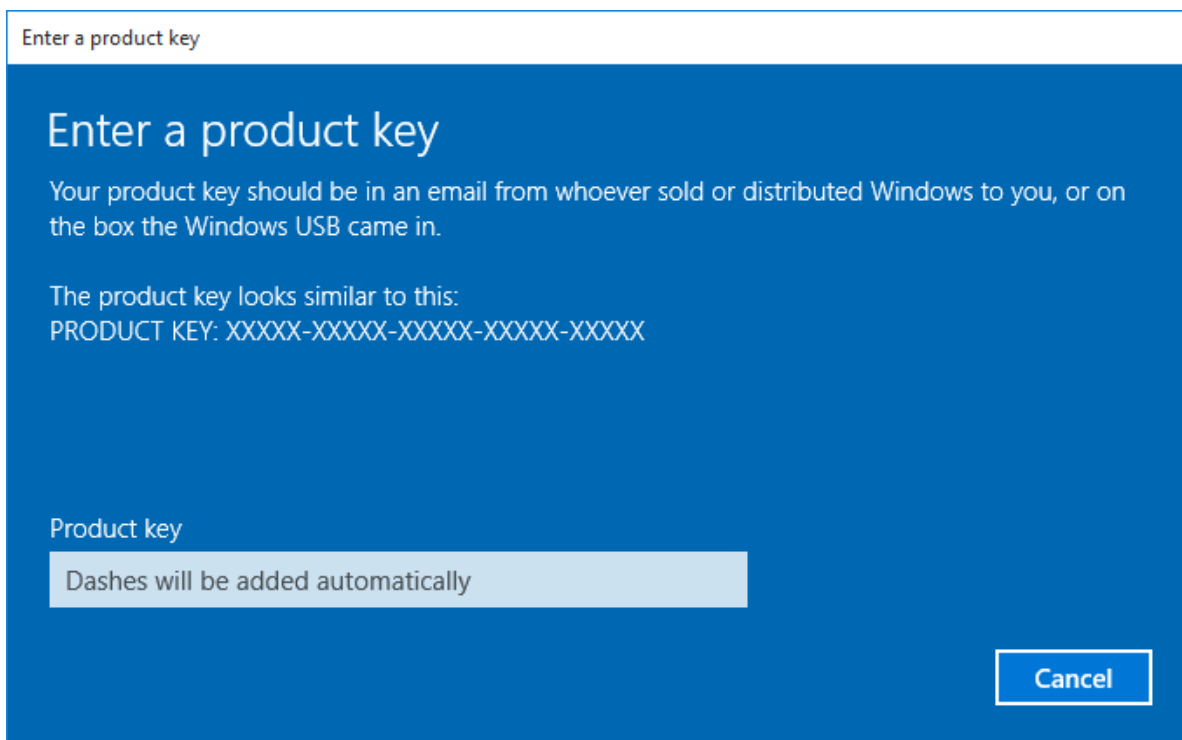 Enter a product key
Enter a product key
Your product key should be in an email from whoever sold or distributed Windows to you, or on
the box the Windows USB came in.
The product key looks similar to this:
PRODUCT KEY: XXXXX-XXXXX-XXXXX-XXXXX-XXXXX
Product key
Dashes will be added automatically
Cancel